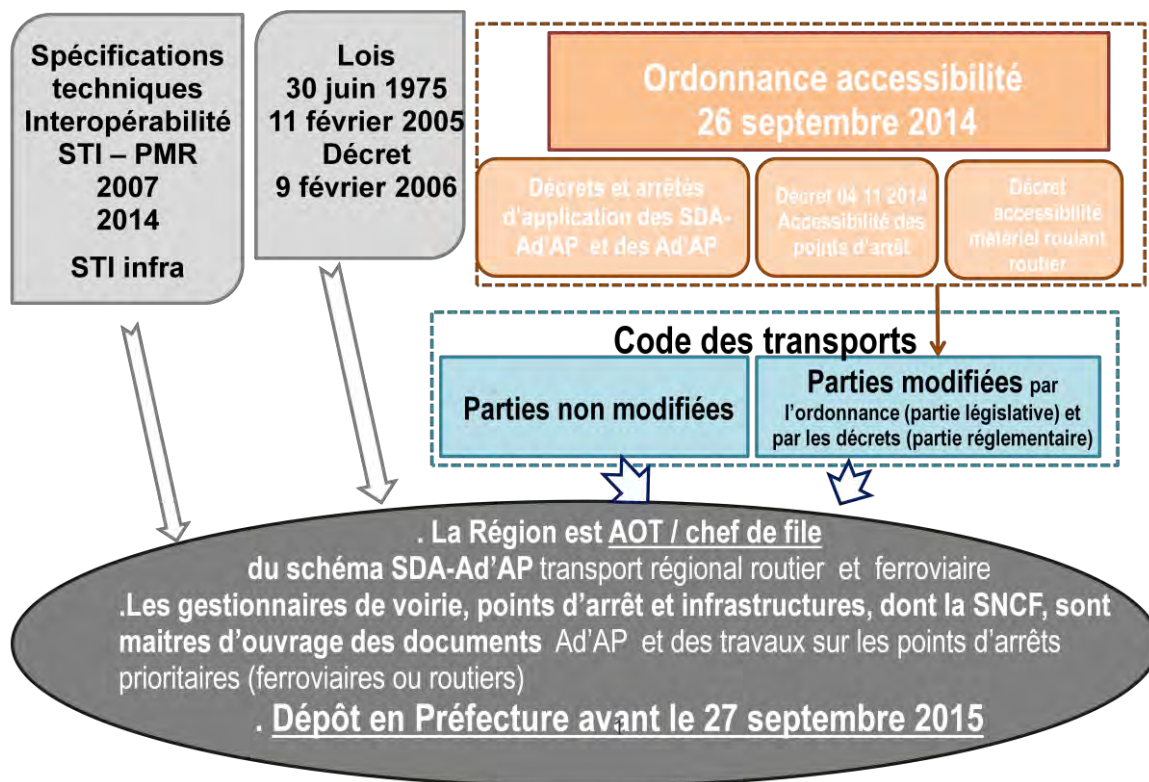 Spécifications
techniques
Interopérabilité
STI – PMR
2007
2014
STI infra
Lois
30 juin 1975
11 février 2005
Décret
9 février 2006
Ordonnance accessibilité
26 septembre 2014
Décrets et arrêtés
d'application des SDA-
Ad'AP et des Ad'AP
Décret 04 11 2014
Accessibilité des
points d'arrêt
Décret
accessibilité
matériel roulant
routier
Code des transports
Parties non modifiées
Parties modifiées par
l'ordonnance (partie législative) et
par les décrets (partie réglementaire)
. La Région est AOT / chef de file
du schéma SDA-Ad'AP transport régional routier et ferroviaire
.Les gestionnaires de voirie, points d'arrêt et infrastructures, dont la SNCF, sont
maitres d'ouvrage des documents Ad'AP et des travaux sur les points d'arrêts
prioritaires (ferroviaires ou routiers)
. Dépôt en Préfecture avant le 27 septembre 2015